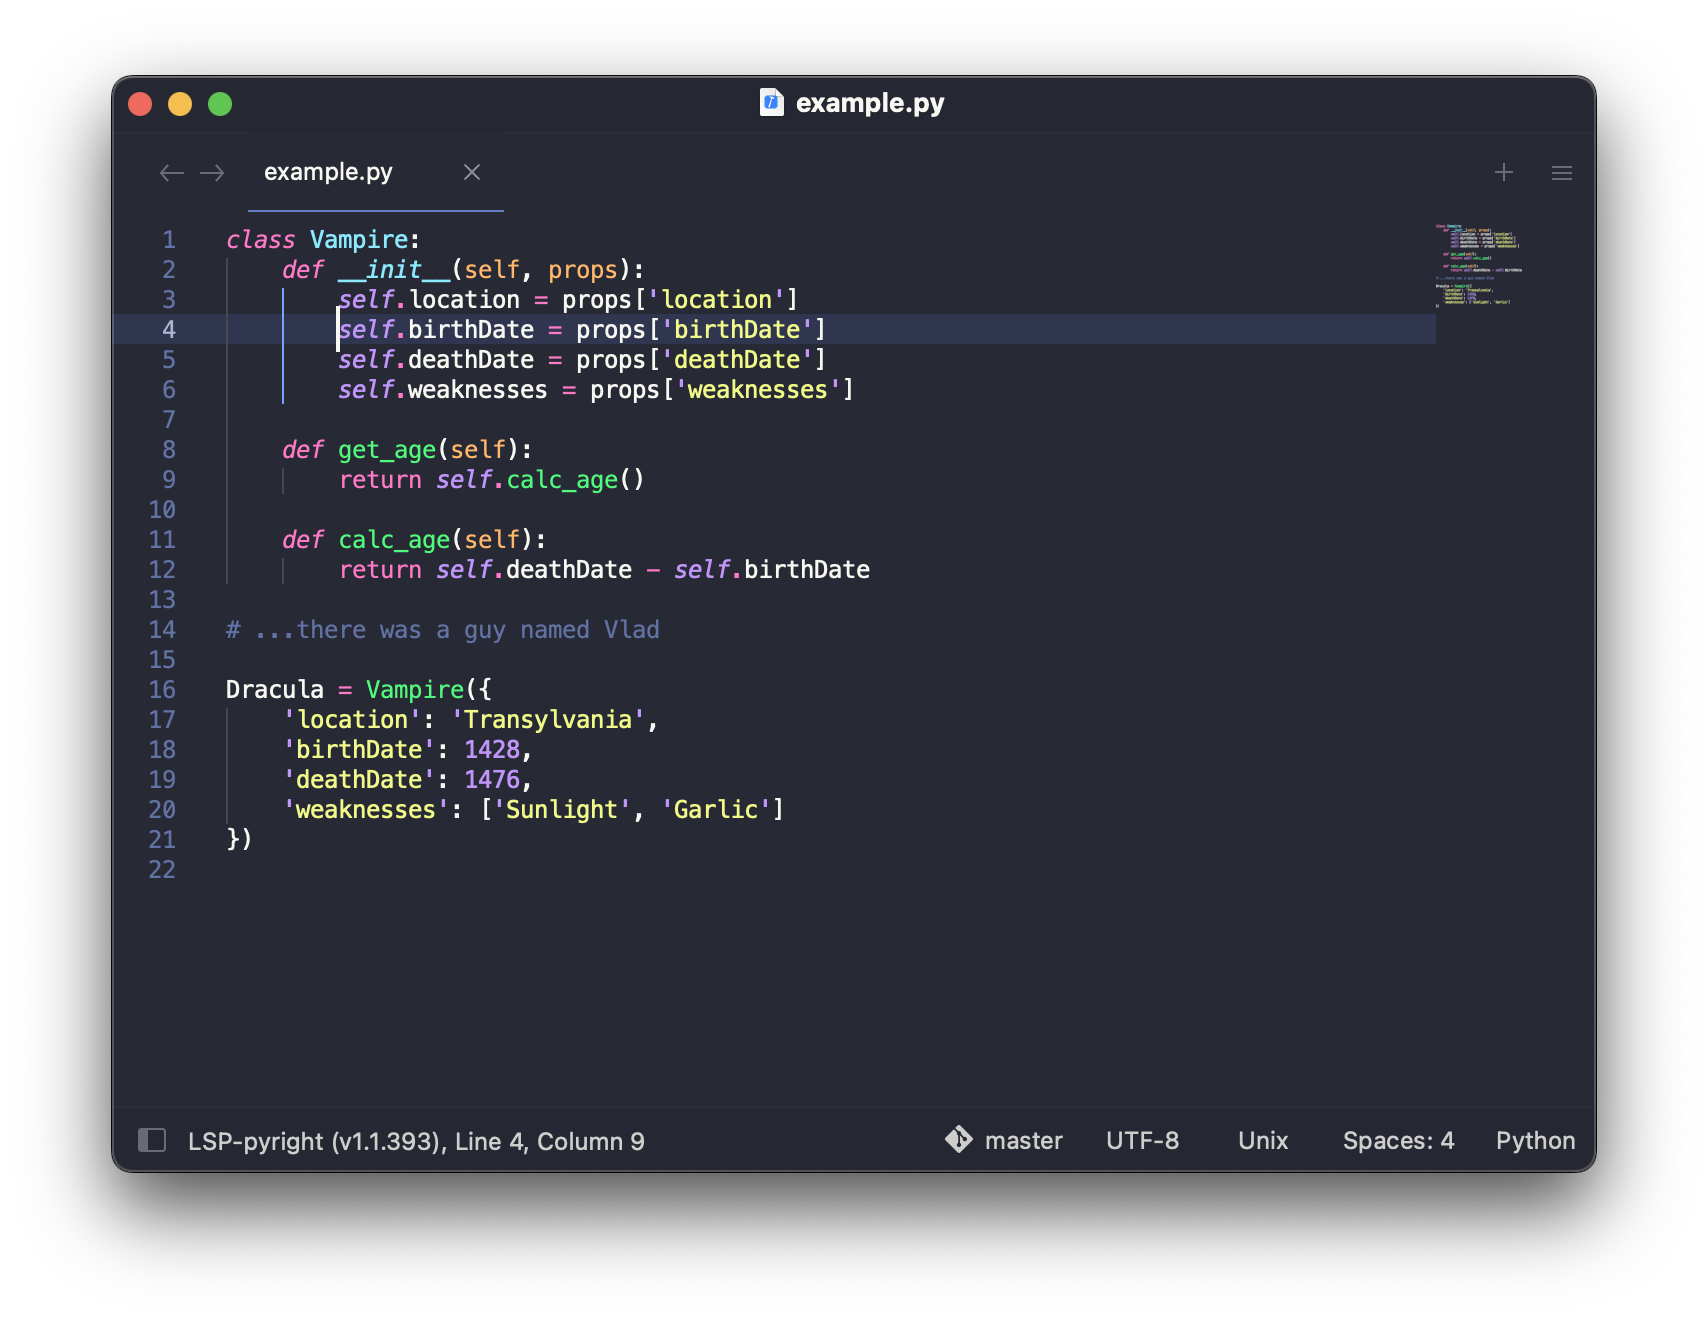 example.py
example.py
1 class Vampire:
2     def __init__(self, props):
3         self.location = props['location']
4         self.birthDate = props['birthDate']
5         self.deathDate = props['deathDate']
6         self.weaknesses = props['weaknesses']
7
8     def get_age(self):
9         return self.calc_age()
10
11     def calc_age(self):
12         return self.deathDate - self.birthDate
13
14 # ...there was a guy named Vlad
15
16 Dracula = Vampire({
17     'location': 'Transylvania',
18     'birthDate': 1428,
19     'deathDate': 1476,
20     'weaknesses': ['Sunlight', 'Garlic']
21 })
22
LSP-pyright (v1.1.393), Line 4, Column 9 master UTF-8 Unix Spaces: 4 Python